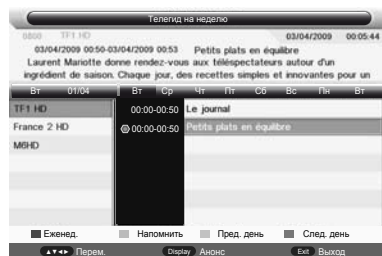 Телегид на неделю
0800 TF1 HD 03/04/2009 00:05:44
03/04/2009 00:50-03/04/2009 00:53 Petits plats en équilibre
Laurent Mariotte donne rendez-vous aux téléspectateurs autour d'un
ingrédient de saison. Chaque jour, des recettes simples et innovantes pour un
Вт 01/04 Вт Ср Чт Пт Сб Вс Пн Вт
TF1 HD 00:00-00:50 Le journal
France 2 HD 00:00-00:50 Petits plats en équilibre
M6HD
Еженед. Напомнить Пред. день След. день
Перем. Display Анонс Exit Выход